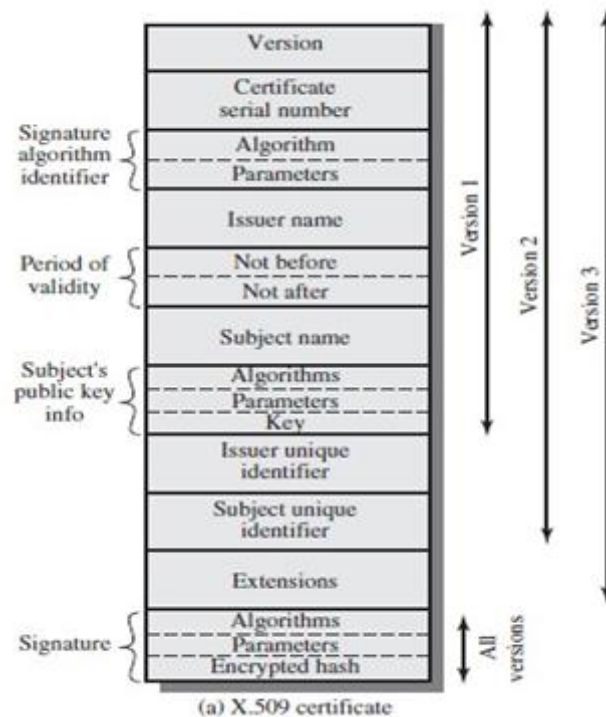 Version
Certificate
serial number
Signature
algorithm
identifier
Algorithm
Parameters
Issuer name
Period of
validity
Not before
Not after
Subject name
Subject's
public key
info
Algorithms
Parameters
Key
Issuer unique
identifier
Subject unique
identifier
Extensions
Signature
Algorithms
Parameters
Encrypted hash
Version 1
Version 2
Version 3
All
versions
(a) X.509 certificate